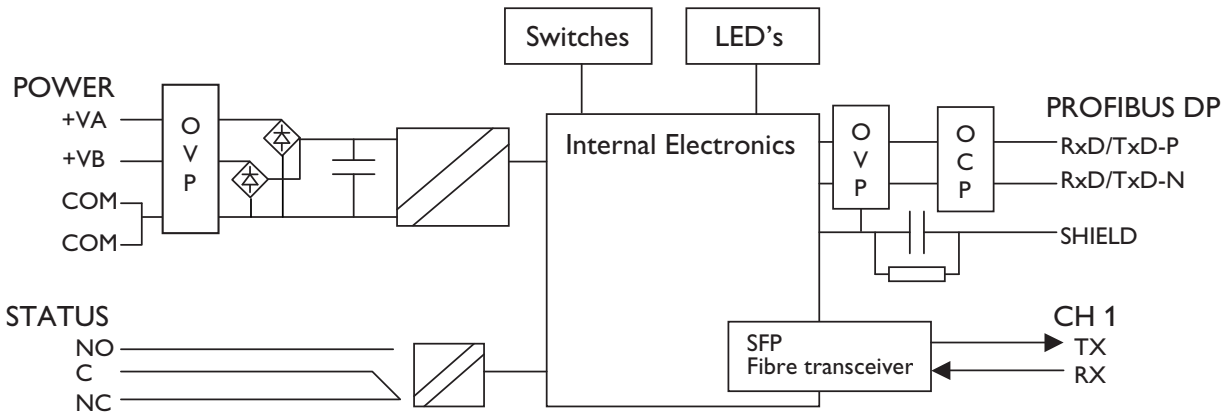 Switches
LED's
POWER
+VA
+VB
COM
COM
O
V
P
Internal Electronics
O
V
P
O
C
P
PROFIBUS DP
RxD/TxD-P
RxD/TxD-N
SHIELD
STATUS
NO
C
NC
SFP
Fibre transceiver
CH 1
TX
RX